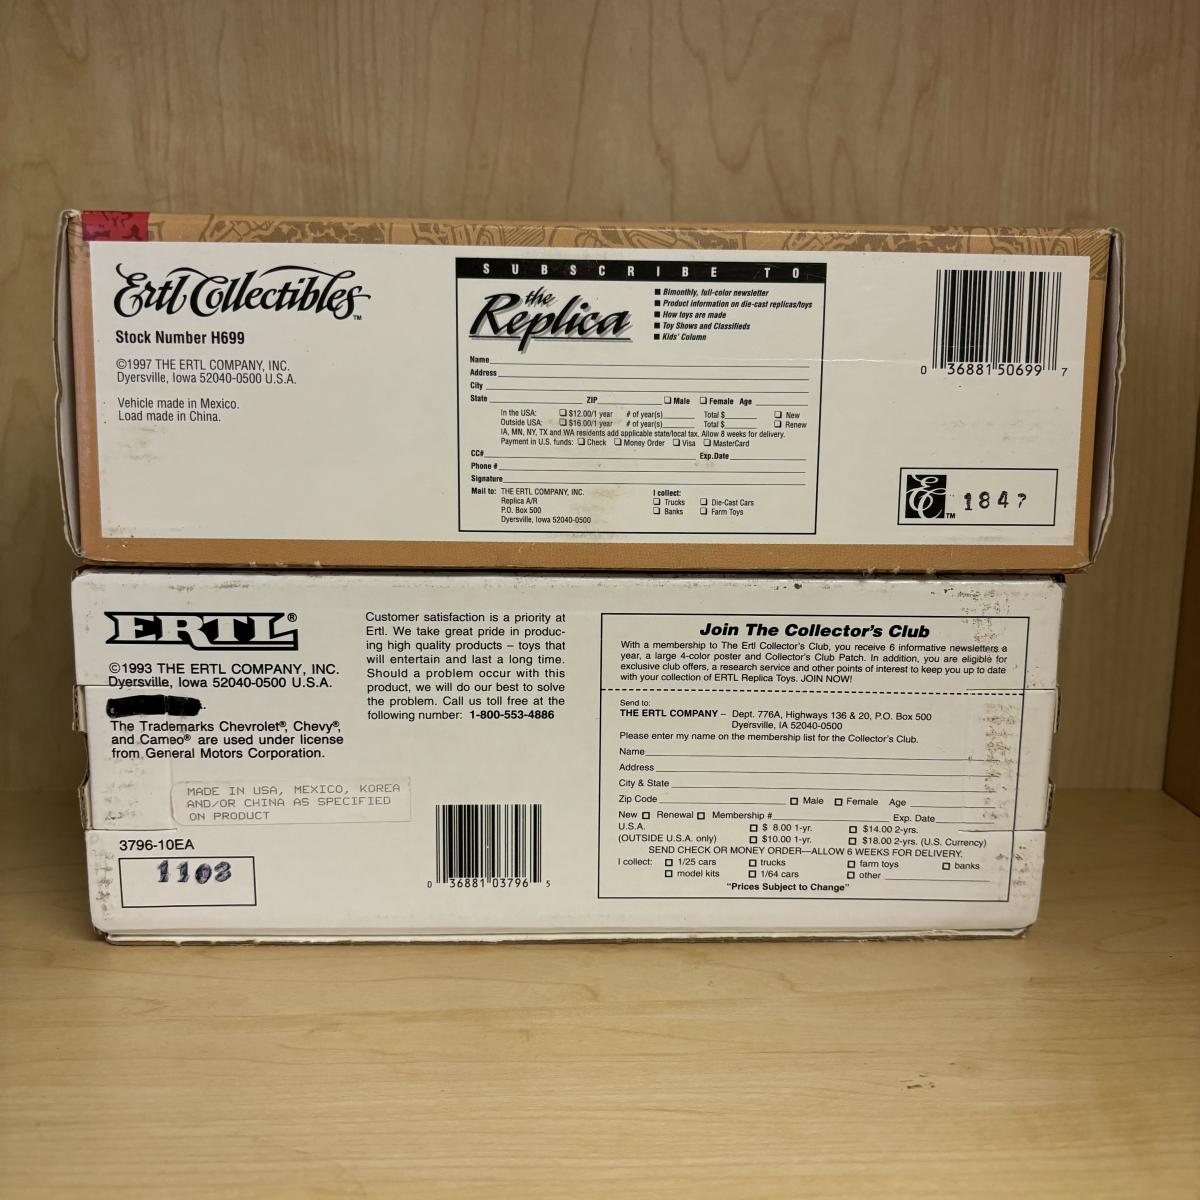 Ertl Collectibles™
Stock Number H699
©1997 THE ERTL COMPANY, INC.
Dyersville, Iowa 52040-0500 U.S.A.
Vehicle made in Mexico.
Load made in China.
SUBSCRIBE TO
the
Replica
■ Bimonthly, full-color newsletter
■ Product information on die-cast replicas/toys
■ How toys are made
■ Toy Shows and Classifieds
■ Kids' Column
Name
Address
City
State ZIP ❑ Male ❑ Female Age
In the USA: ❑ $12.00/1 year # of year(s) Total $ ❑ New
Outside USA: ❑ $16.00/1 year # of year(s) Total $ ❑ Renew
IA, MN, NY, TX and WA residents add applicable state/local tax. Allow 8 weeks for delivery.
Payment in U.S. funds: ❑ Check ❑ Money Order ❑ Visa ❑ MasterCard
CC# Exp.Date
Phone #
Signature
Mail to: THE ERTL COMPANY, INC.
Replica A/R
P.O. Box 500
Dyersville, Iowa 52040-0500
I collect:
❑ Trucks ❑ Die-Cast Cars
❑ Banks ❑ Farm Toys
0 36881 50699 7
E™ 1847
ERTL®
©1993 THE ERTL COMPANY, INC.
Dyersville, Iowa 52040-0500 U.S.A.
The Trademarks Chevrolet®, Chevy®,
and Cameo® are used under license
from General Motors Corporation.
MADE IN USA, MEXICO, KOREA
AND/OR CHINA AS SPECIFIED
ON PRODUCT
3796-10EA
1103
Customer satisfaction is a priority at
Ertl. We take great pride in produc-
ing high quality products – toys that
will entertain and last a long time.
Should a problem occur with this
product, we will do our best to solve
the problem. Call us toll free at the
following number: 1-800-553-4886
0 36881 03796 5
Join The Collector's Club
With a membership to The Ertl Collector's Club, you receive 6 informative newsletters a
year, a large 4-color poster and Collector's Club Patch. In addition, you are eligible for
exclusive club offers, a research service and other points of interest to keep you up to date
with your collection of ERTL Replica Toys. JOIN NOW!
Send to:
THE ERTL COMPANY – Dept. 776A, Highways 136 & 20, P.O. Box 500
Dyersville, IA 52040-0500
Please enter my name on the membership list for the Collector's Club.
Name
Address
City & State
Zip Code ❑ Male ❑ Female Age
New ❑ Renewal ❑ Membership # Exp. Date
U.S.A. ❑ $ 8.00 1-yr. ❑ $14.00 2-yrs.
(OUTSIDE U.S.A. only) ❑ $10.00 1-yr. ❑ $18.00 2-yrs. (U.S. Currency)
SEND CHECK OR MONEY ORDER—ALLOW 6 WEEKS FOR DELIVERY.
I collect: ❑ 1/25 cars ❑ trucks ❑ farm toys ❑ banks
❑ model kits ❑ 1/64 cars ❑ other
"Prices Subject to Change"